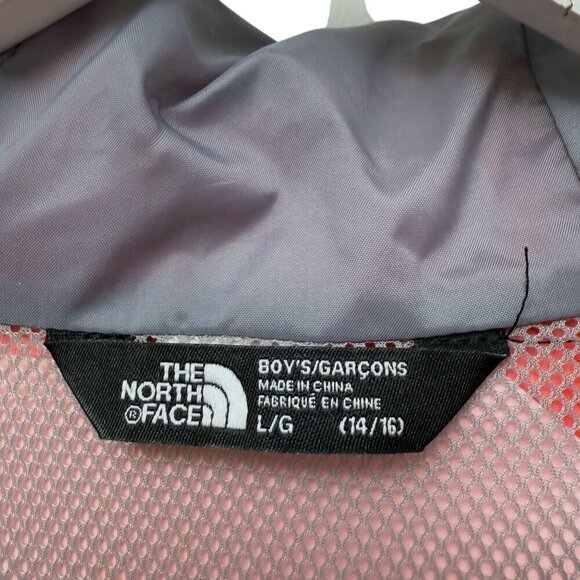 THE
NORTH
® FACE
BOY'S/GARÇONS
MADE IN CHINA
FABRIQUÉ EN CHINE
L/G (14/16)